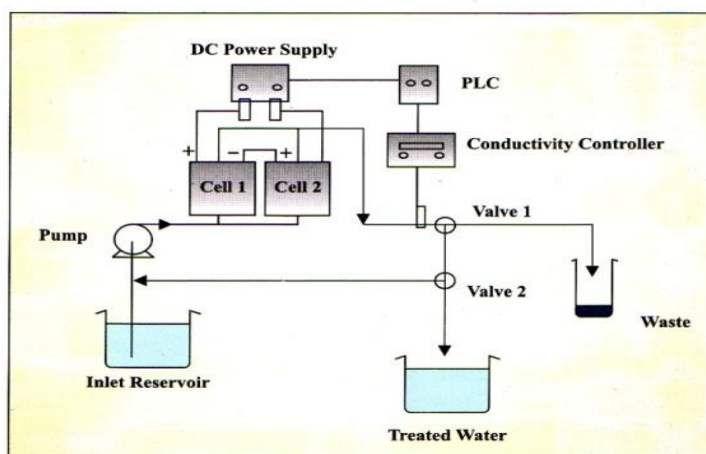 DC Power Supply
PLC
Conductivity Controller
+ − +
Cell 1 Cell 2
Valve 1
Pump
Valve 2
Waste
Inlet Reservoir
Treated Water